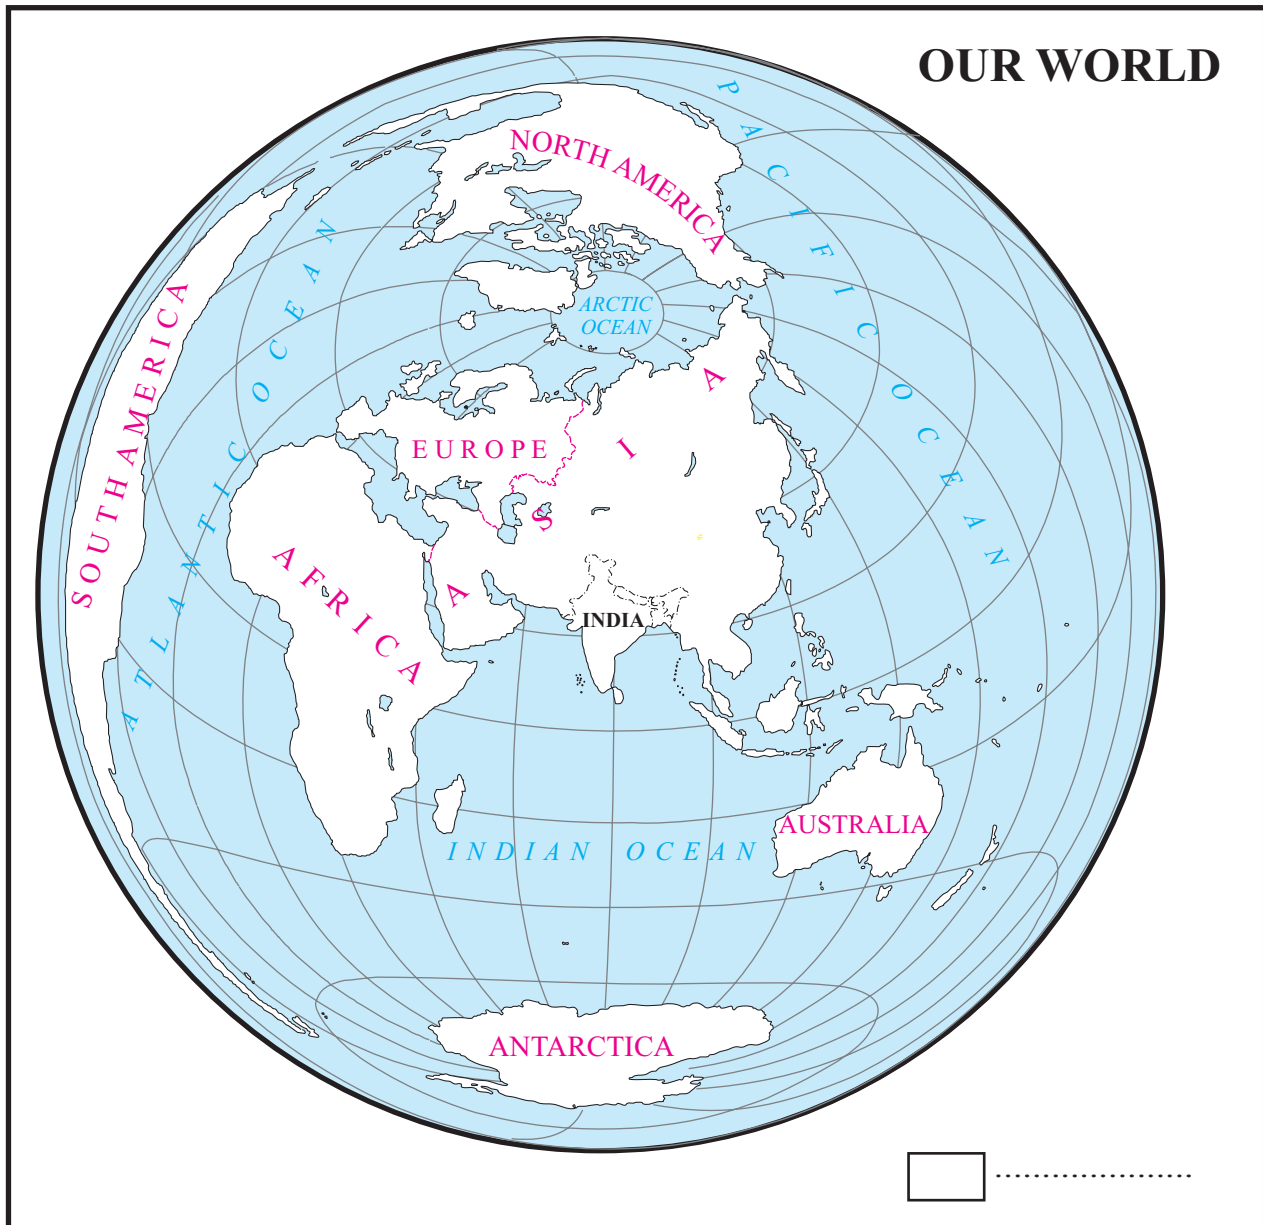 OUR WORLD
PACIFIC OCEAN
NORTH AMERICA
ATLANTIC OCEAN
ARCTIC
OCEAN
SOUTH AMERICA
EUROPE
ASIA
AFRICA
INDIA
AUSTRALIA
INDIAN OCEAN
ANTARCTICA